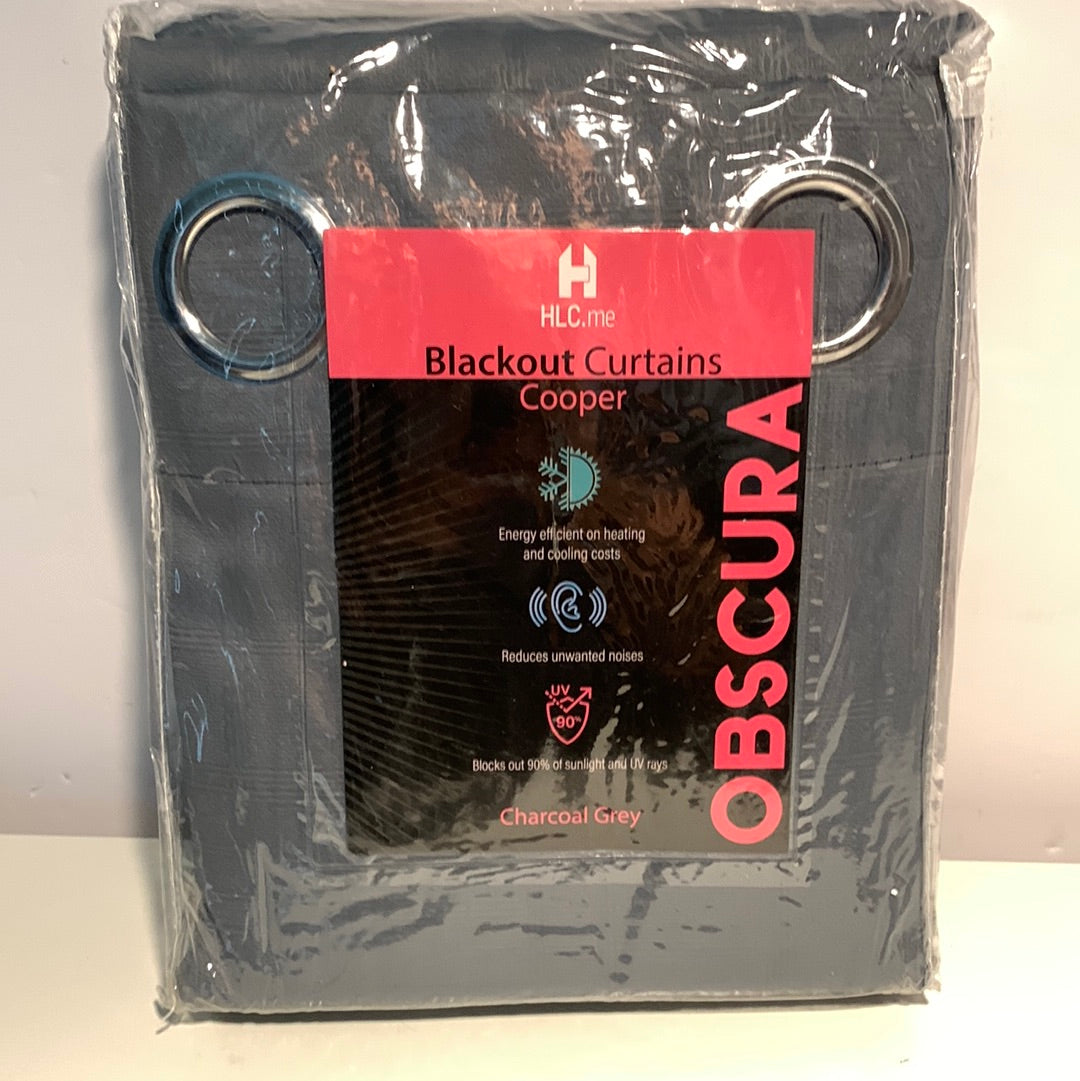 HLC.me
Blackout Curtains
Cooper
OBSCURA
Energy efficient on heating
and cooling costs
Reduces unwanted noises
UV
90%
Blocks out 90% of sunlight and UV rays
Charcoal Grey